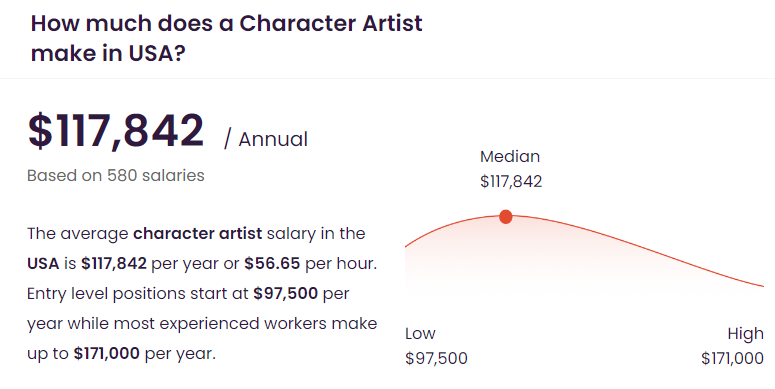 How much does a Character Artist
make in USA?
$117,842 / Annual
Based on 580 salaries
The average character artist salary in the
USA is $117,842 per year or $56.65 per hour.
Entry level positions start at $97,500 per
year while most experienced workers make
up to $171,000 per year.
Median
$117,842
Low
$97,500
High
$171,000